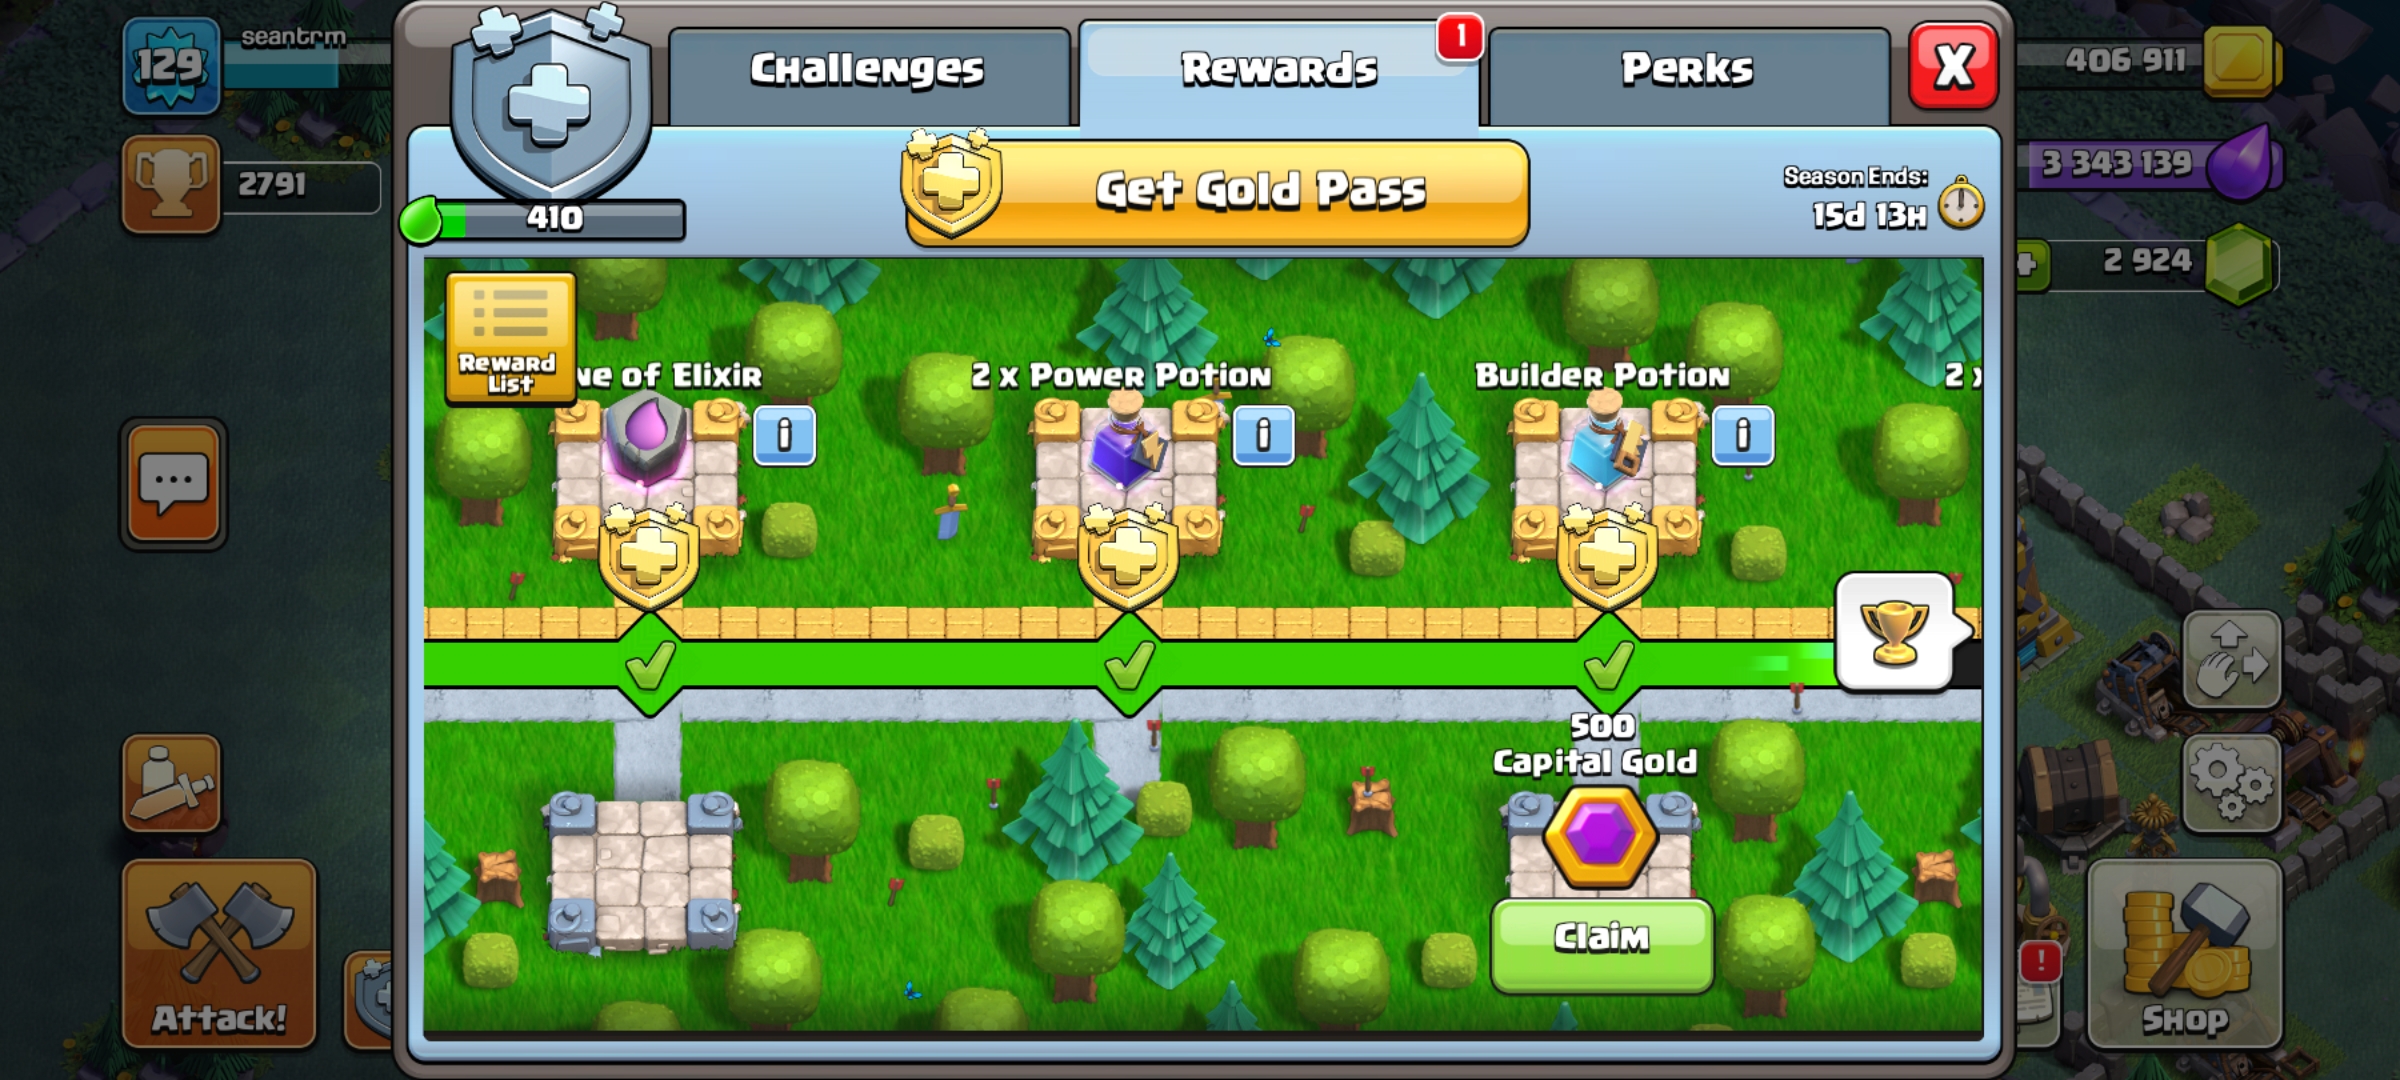 129
seantrm
2791
Challenges
Rewards
1
Perks
X
406 911
3 343 139
2 924
410
Get Gold Pass
Season Ends:
15d 13H
Reward
List
ne of Elixir
2 x Power Potion
Builder Potion
2 x
i
i
i
500
Capital Gold
Claim
Attack!
!
Shop